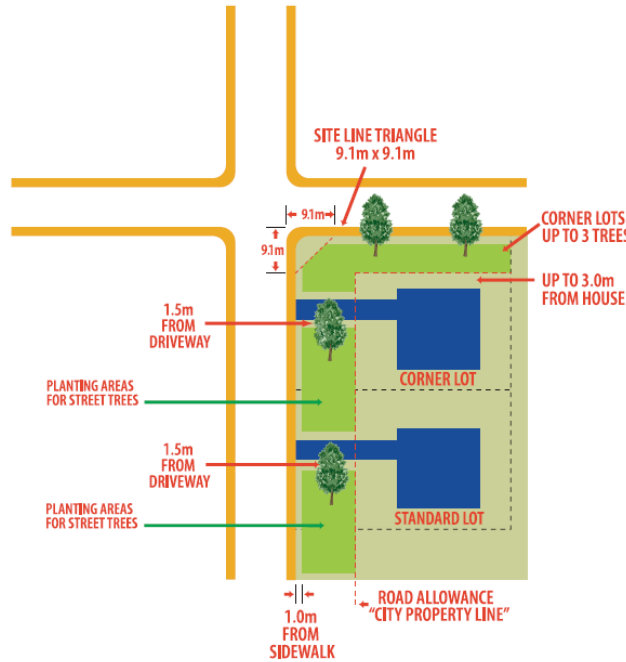 SITE LINE TRIANGLE
9.1m x 9.1m
9.1m
9.1m
CORNER LOTS
UP TO 3 TREES
UP TO 3.0m
FROM HOUSE
1.5m
FROM
DRIVEWAY
CORNER LOT
PLANTING AREAS
FOR STREET TREES
1.5m
FROM
DRIVEWAY
PLANTING AREAS
FOR STREET TREES
STANDARD LOT
ROAD ALLOWANCE
"CITY PROPERTY LINE"
1.0m
FROM
SIDEWALK